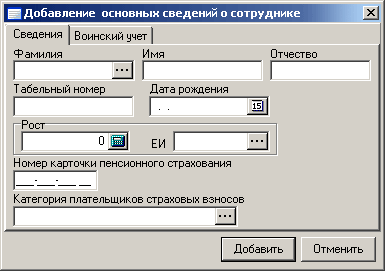 Добавление основных сведений о сотруднике
Сведения Воинский учет
Фамилия Имя Отчество
...
Табельный номер Дата рождения
. . 15
Рост
0 ЕИ ...
Номер карточки пенсионного страхования
___-___-___ __
Категория плательщиков страховых взносов
...
Добавить Отменить